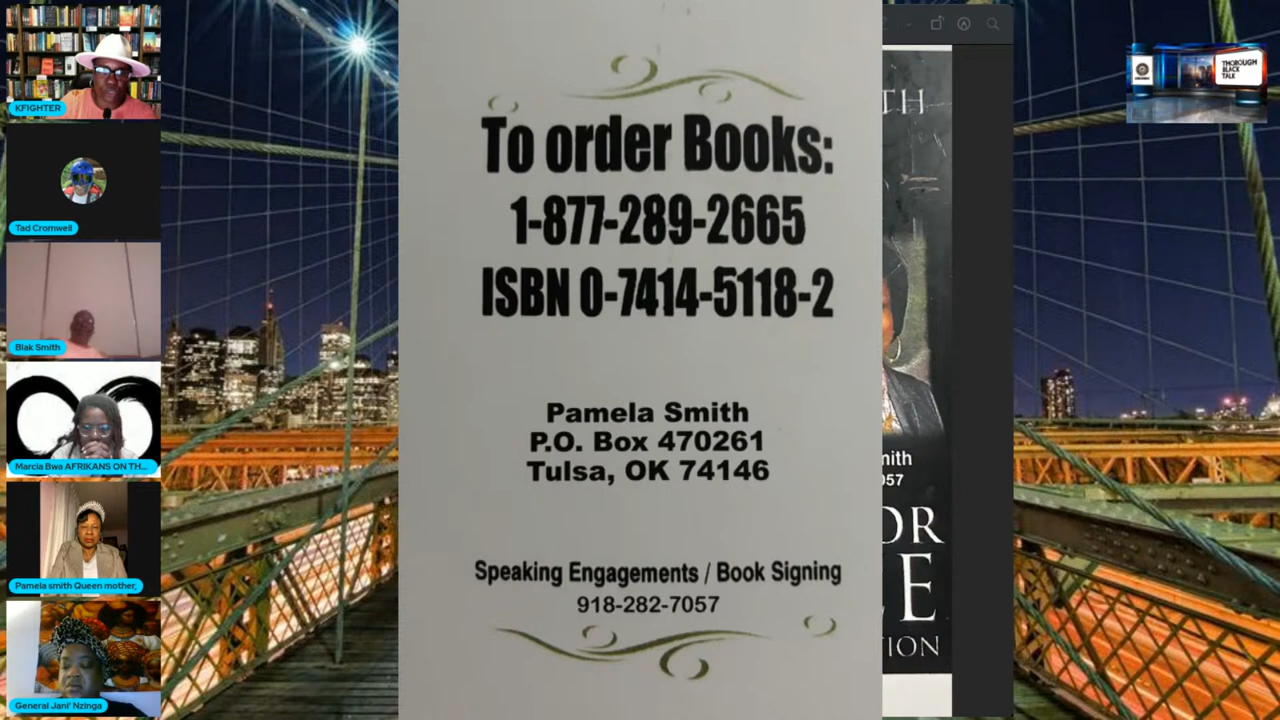 KFIGHTER
Tad Cromwell
Blak Smith
Marcia Bwa AFRIKANS ON TH...
Pamela smith Queen mother,
General Jani' Nzinga
To order Books:
1-877-289-2665
ISBN 0-7414-5118-2
Pamela Smith
P.O. Box 470261
Tulsa, OK 74146
Speaking Engagements / Book Signing
918-282-7057
TH
mith
057
OR
E
TION
THOROUGH
BLACK
TALK